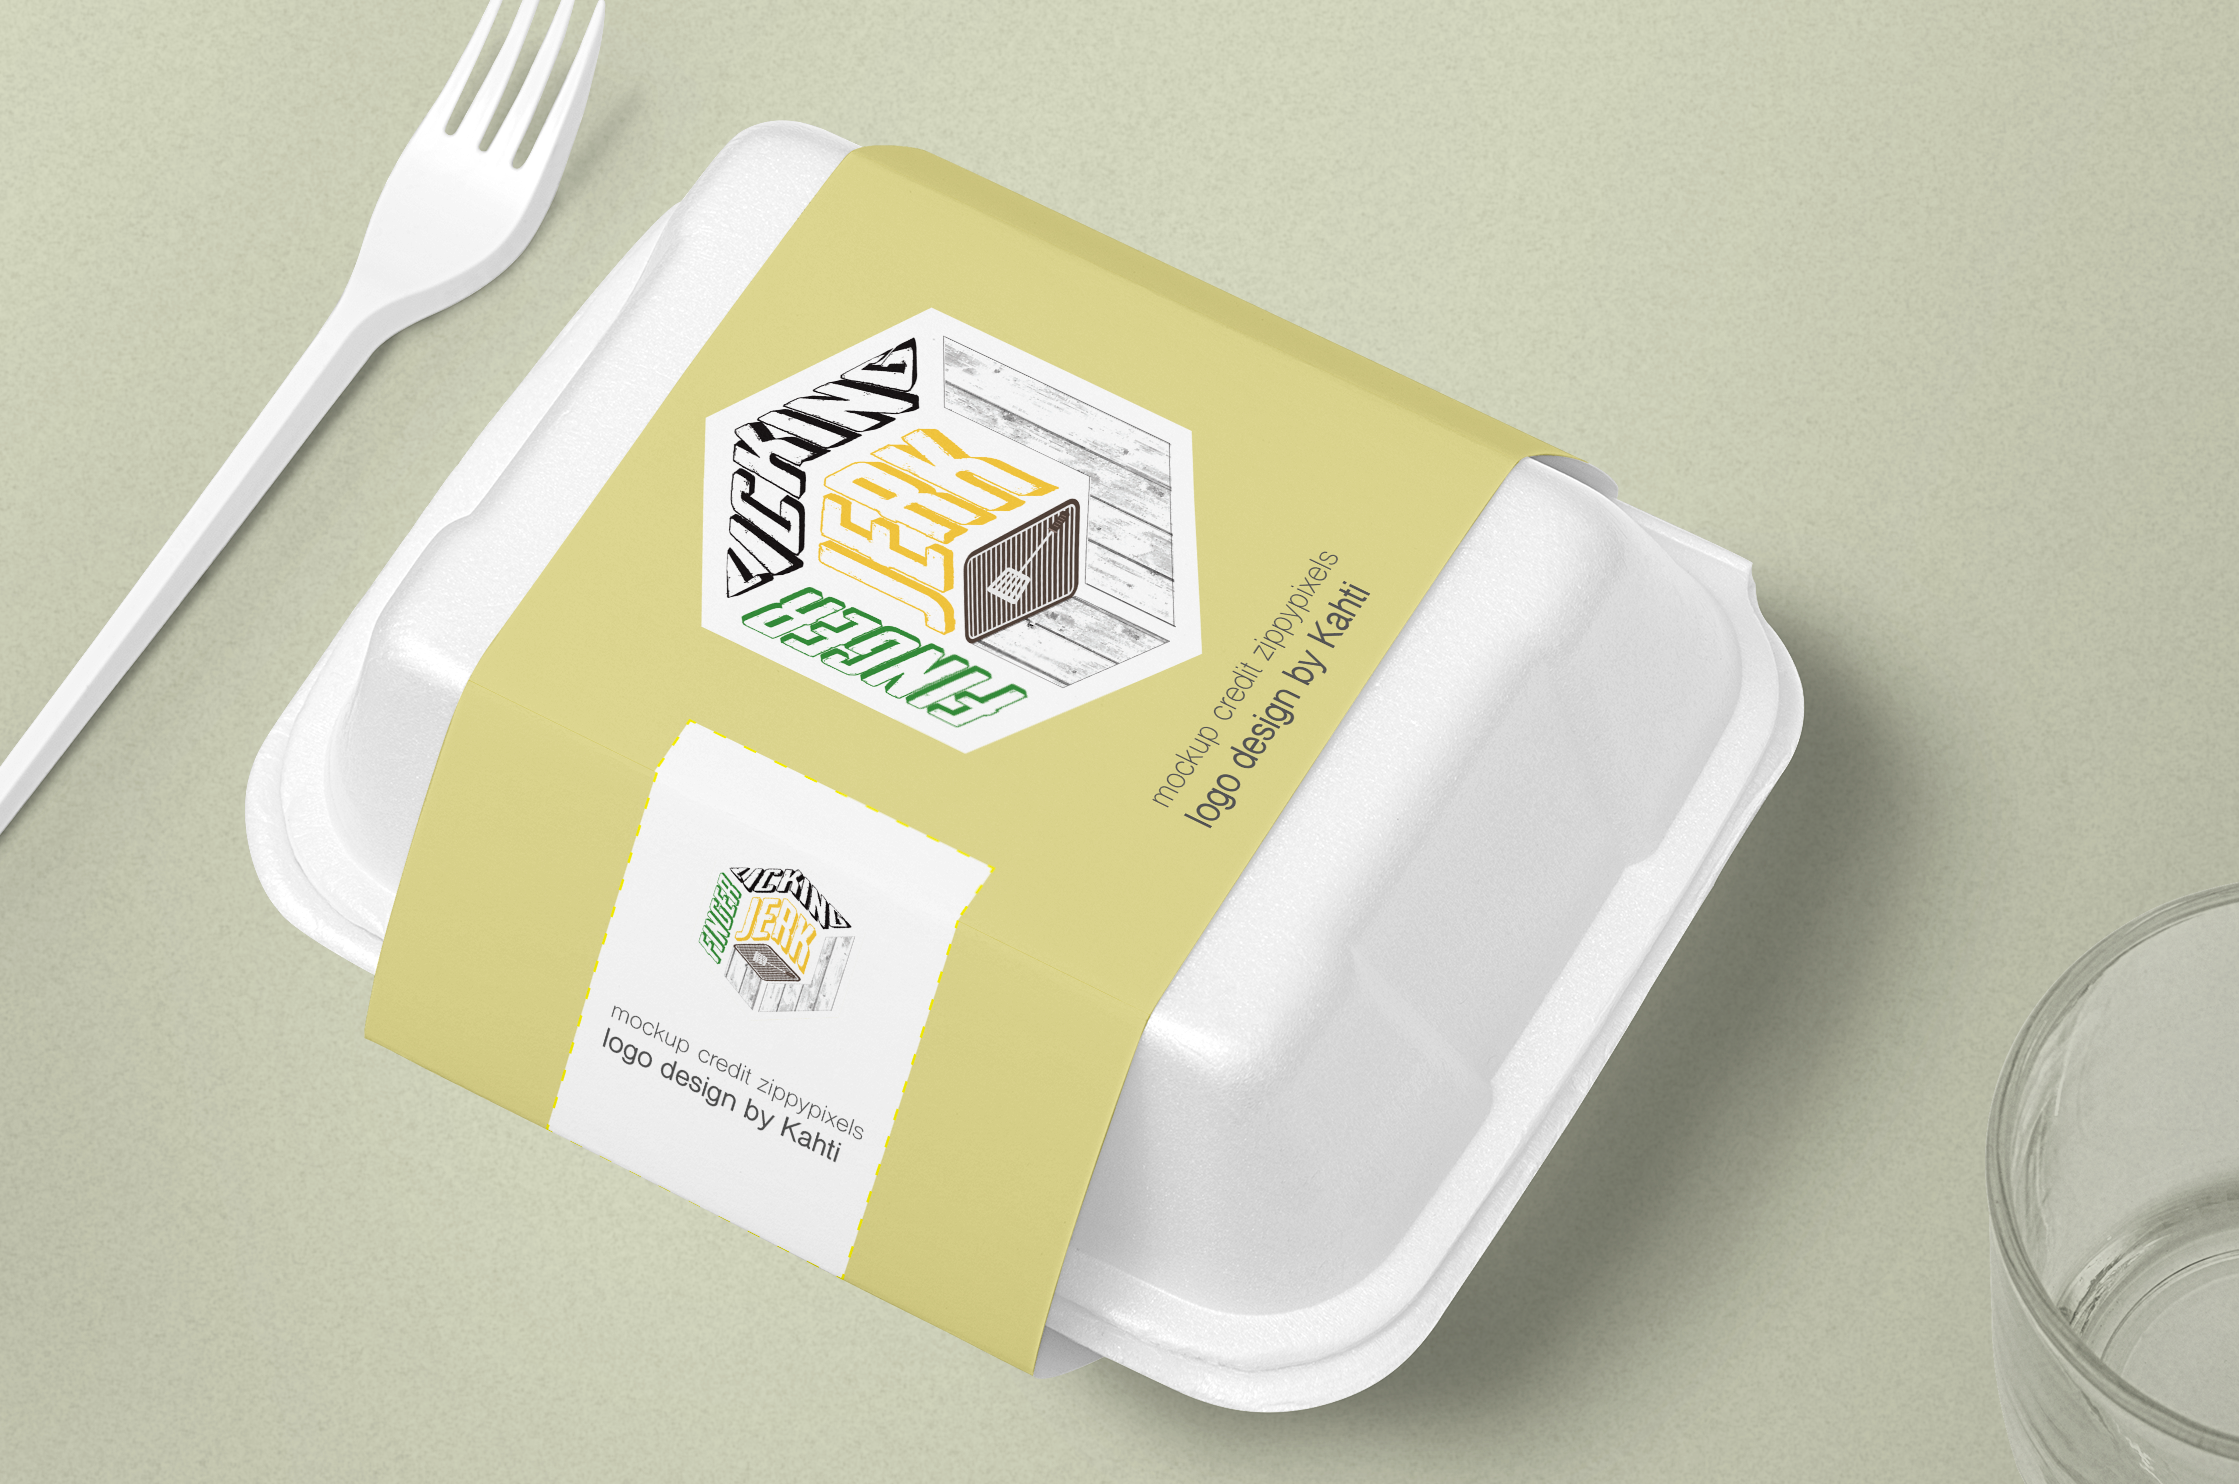 FINGER
LICKING
JERK
mockup credit zippypixels
logo design by Kahti
FINGER
LICKING
JERK
mockup credit zippypixels
logo design by Kahti